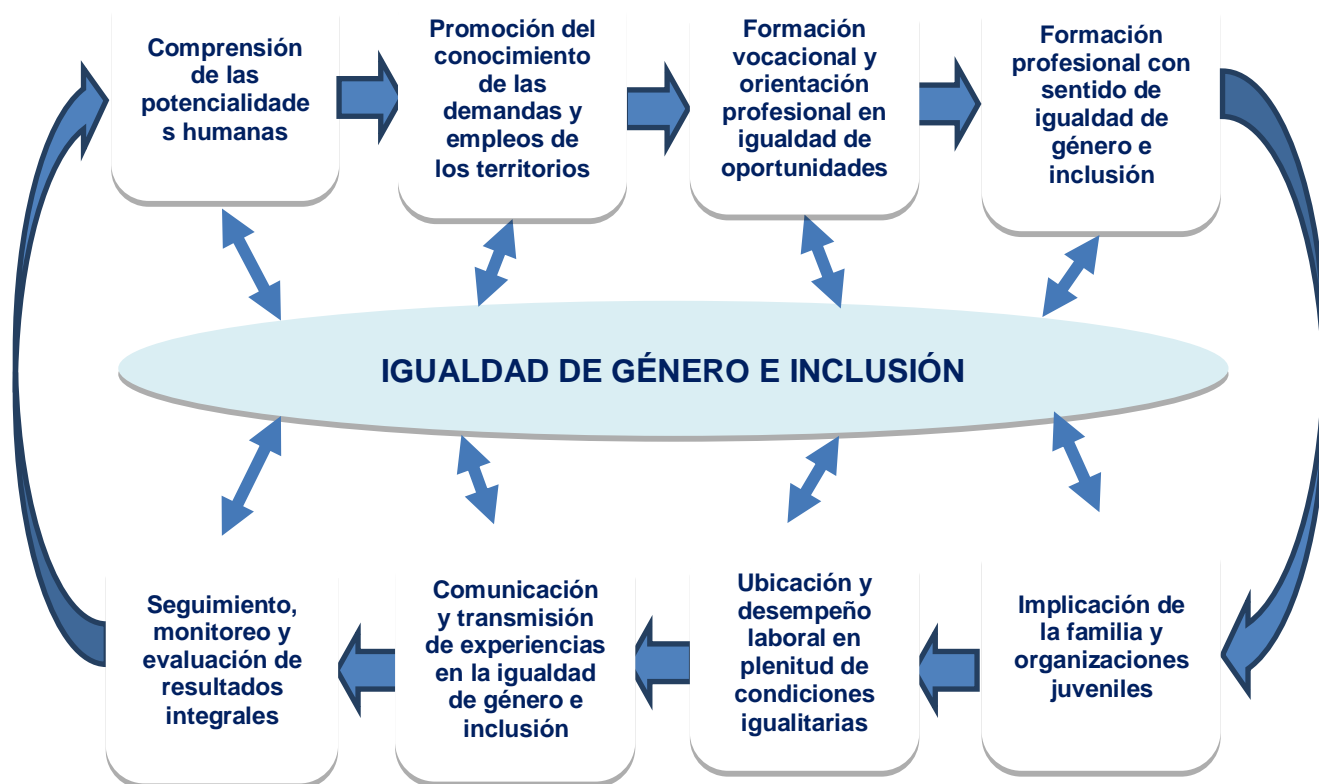 Comprensión
de las
potencialidade
s humanas
Promoción del
conocimiento
de las
demandas y
empleos de
los territorios
Formación
vocacional y
orientación
profesional en
igualdad de
oportunidades
Formación
profesional con
sentido de
igualdad de
género e
inclusión
IGUALDAD DE GÉNERO E INCLUSIÓN
Seguimiento,
monitoreo y
evaluación de
resultados
integrales
Comunicación
y transmisión
de experiencias
en la igualdad
de género e
inclusión
Ubicación y
desempeño
laboral en
plenitud de
condiciones
igualitarias
Implicación de
la familia y
organizaciones
juveniles